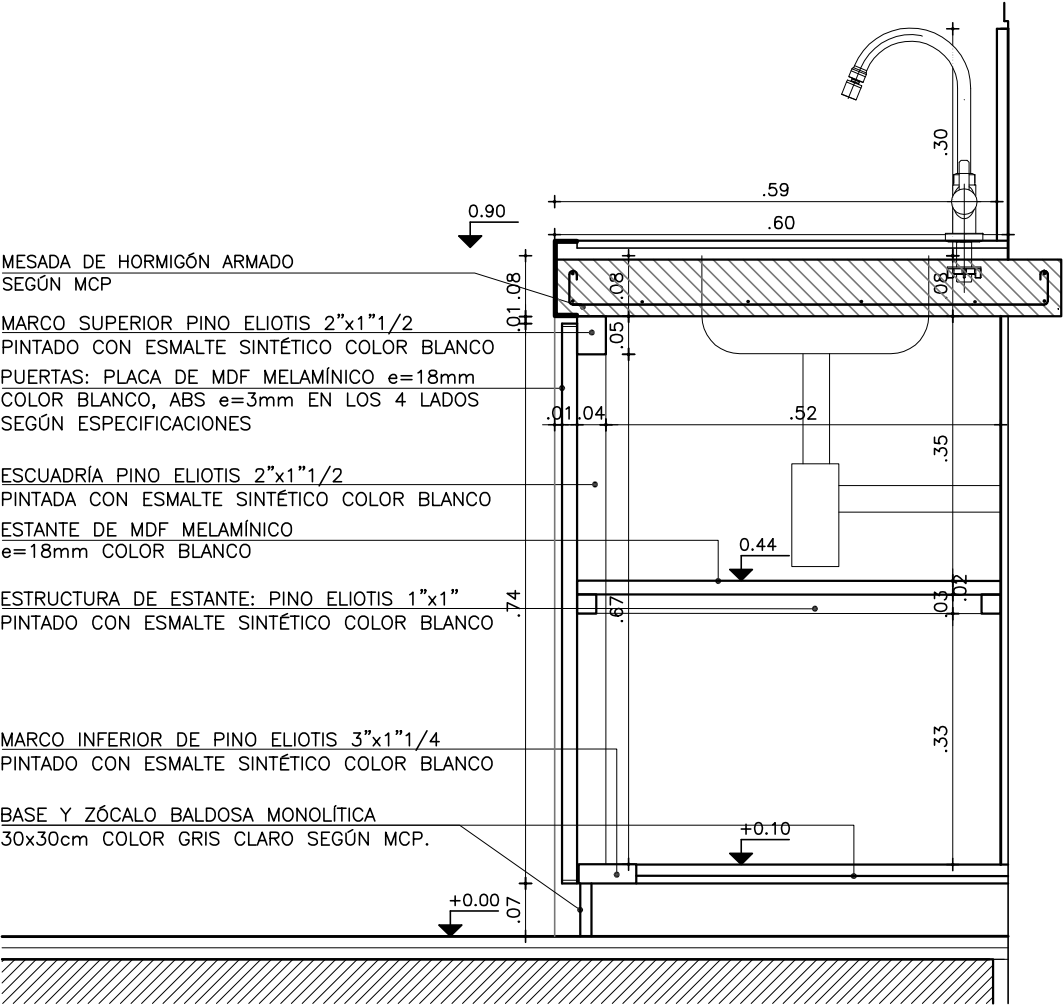 .30
.59
0.90
.60
MESADA DE HORMIGÓN ARMADO
SEGÚN MCP
.08
.08
.08
.01
MARCO SUPERIOR PINO ELIOTIS 2”x1”1/2
PINTADO CON ESMALTE SINTÉTICO COLOR BLANCO
.05
PUERTAS: PLACA DE MDF MELAMÍNICO e=18mm
COLOR BLANCO, ABS e=3mm EN LOS 4 LADOS
SEGÚN ESPECIFICACIONES
.01 .04 .52
.35
ESCUADRÍA PINO ELIOTIS 2”x1”1/2
PINTADA CON ESMALTE SINTÉTICO COLOR BLANCO
ESTANTE DE MDF MELAMÍNICO
e=18mm COLOR BLANCO
0.44
ESTRUCTURA DE ESTANTE: PINO ELIOTIS 1”x1”
PINTADO CON ESMALTE SINTÉTICO COLOR BLANCO
.74
.67
.03
.02
MARCO INFERIOR DE PINO ELIOTIS 3”x1”1/4
PINTADO CON ESMALTE SINTÉTICO COLOR BLANCO
.33
BASE Y ZÓCALO BALDOSA MONOLÍTICA
30x30cm COLOR GRIS CLARO SEGÚN MCP.
+0.10
+0.00
.07